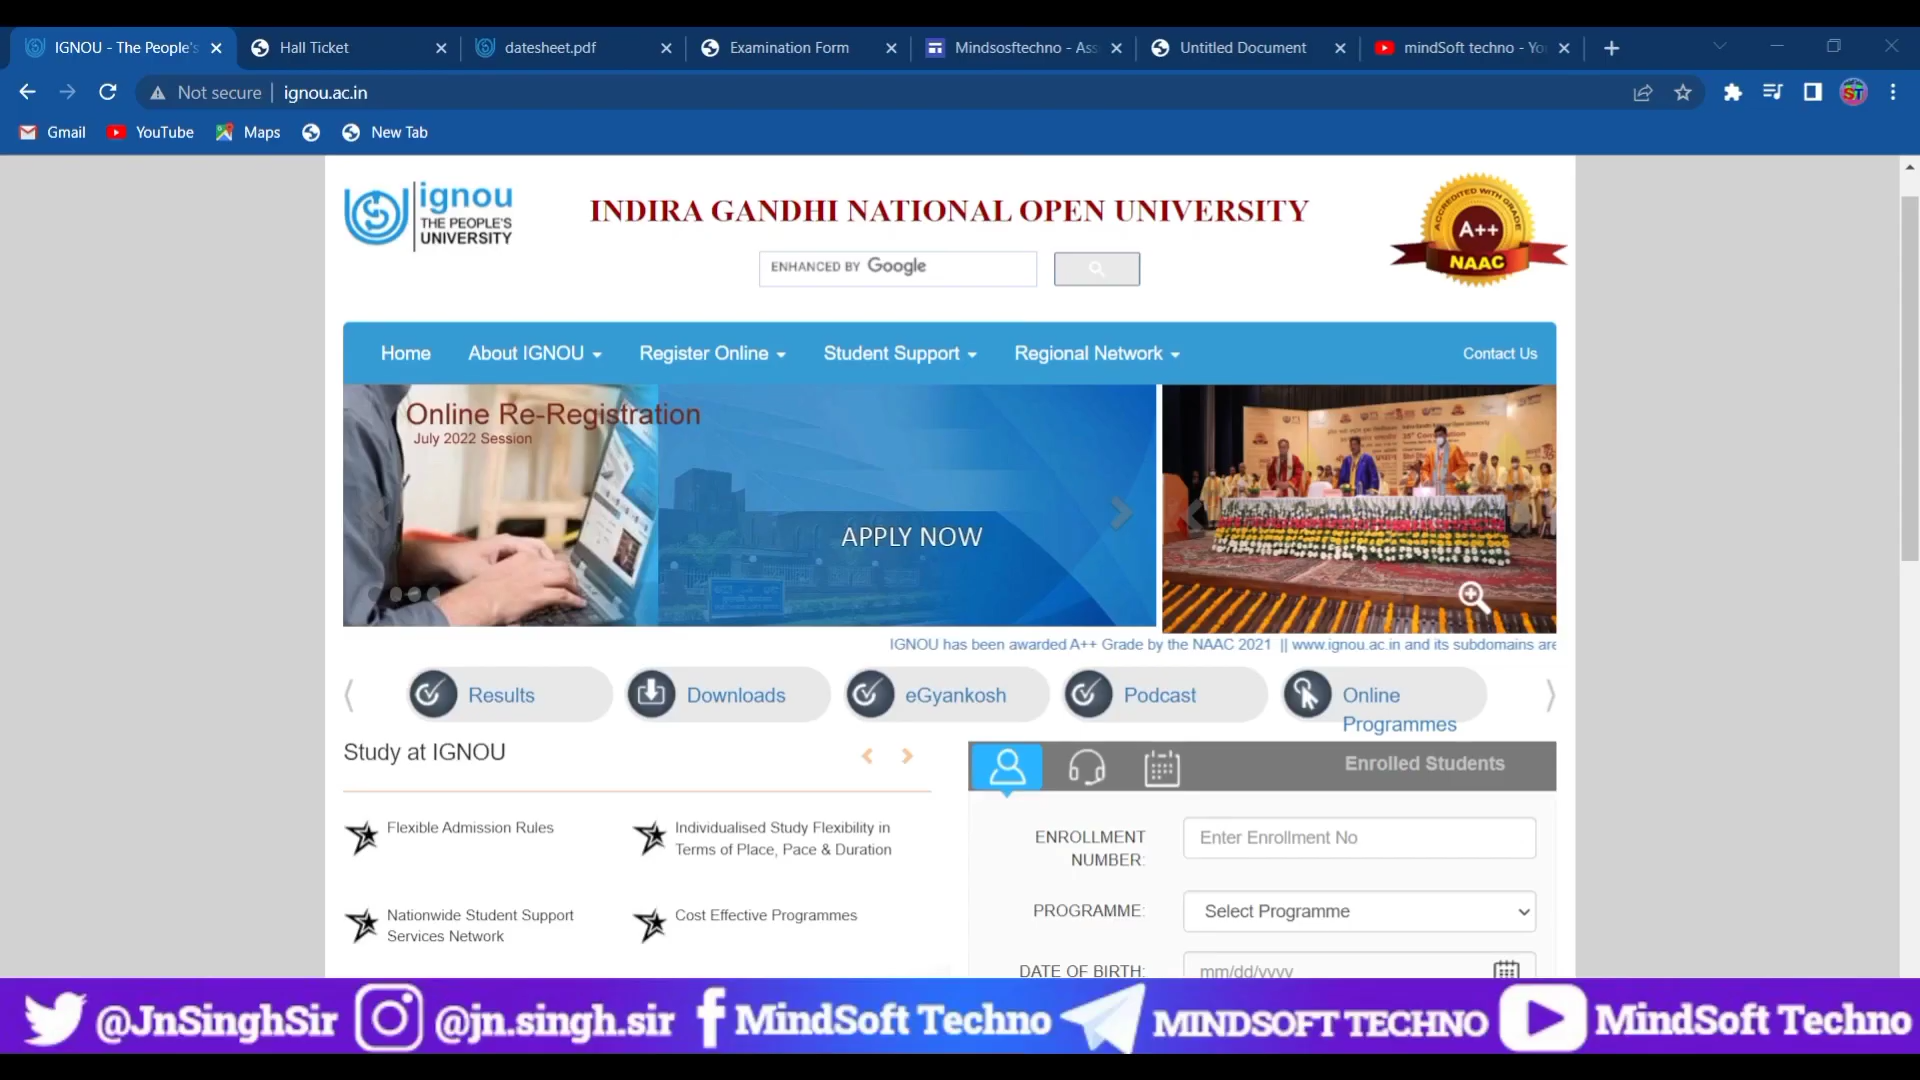 IGNOU - The People's
Hall Ticket
datesheet.pdf
Examination Form
Mindsosftechno - Ass
Untitled Document
mindSoft techno - Yo
Not secure
ignou.ac.in
ST
Gmail
YouTube
Maps
New Tab
ignou
THE PEOPLE'S
UNIVERSITY
INDIRA GANDHI NATIONAL OPEN UNIVERSITY
ENHANCED BY Google
ACCREDITED WITH GRADE
A++
NAAC
Home
About IGNOU
Register Online
Student Support
Regional Network
Contact Us
Online Re-Registration
July 2022 Session
APPLY NOW
IGNOU has been awarded A++ Grade by the NAAC 2021 || www.ignou.ac.in and its subdomains are
Results
Downloads
eGyankosh
Podcast
Online
Programmes
Study at IGNOU
Enrolled Students
Flexible Admission Rules
Individualised Study Flexibility in
Terms of Place, Pace & Duration
Nationwide Student Support
Services Network
Cost Effective Programmes
ENROLLMENT
NUMBER:
Enter Enrollment No
PROGRAMME:
Select Programme
DATE OF BIRTH:
mm/dd/yyyy
@JnSinghSir
@jn.singh.sir
MindSoft Techno
MINDSOFT TECHNO
MindSoft Techno